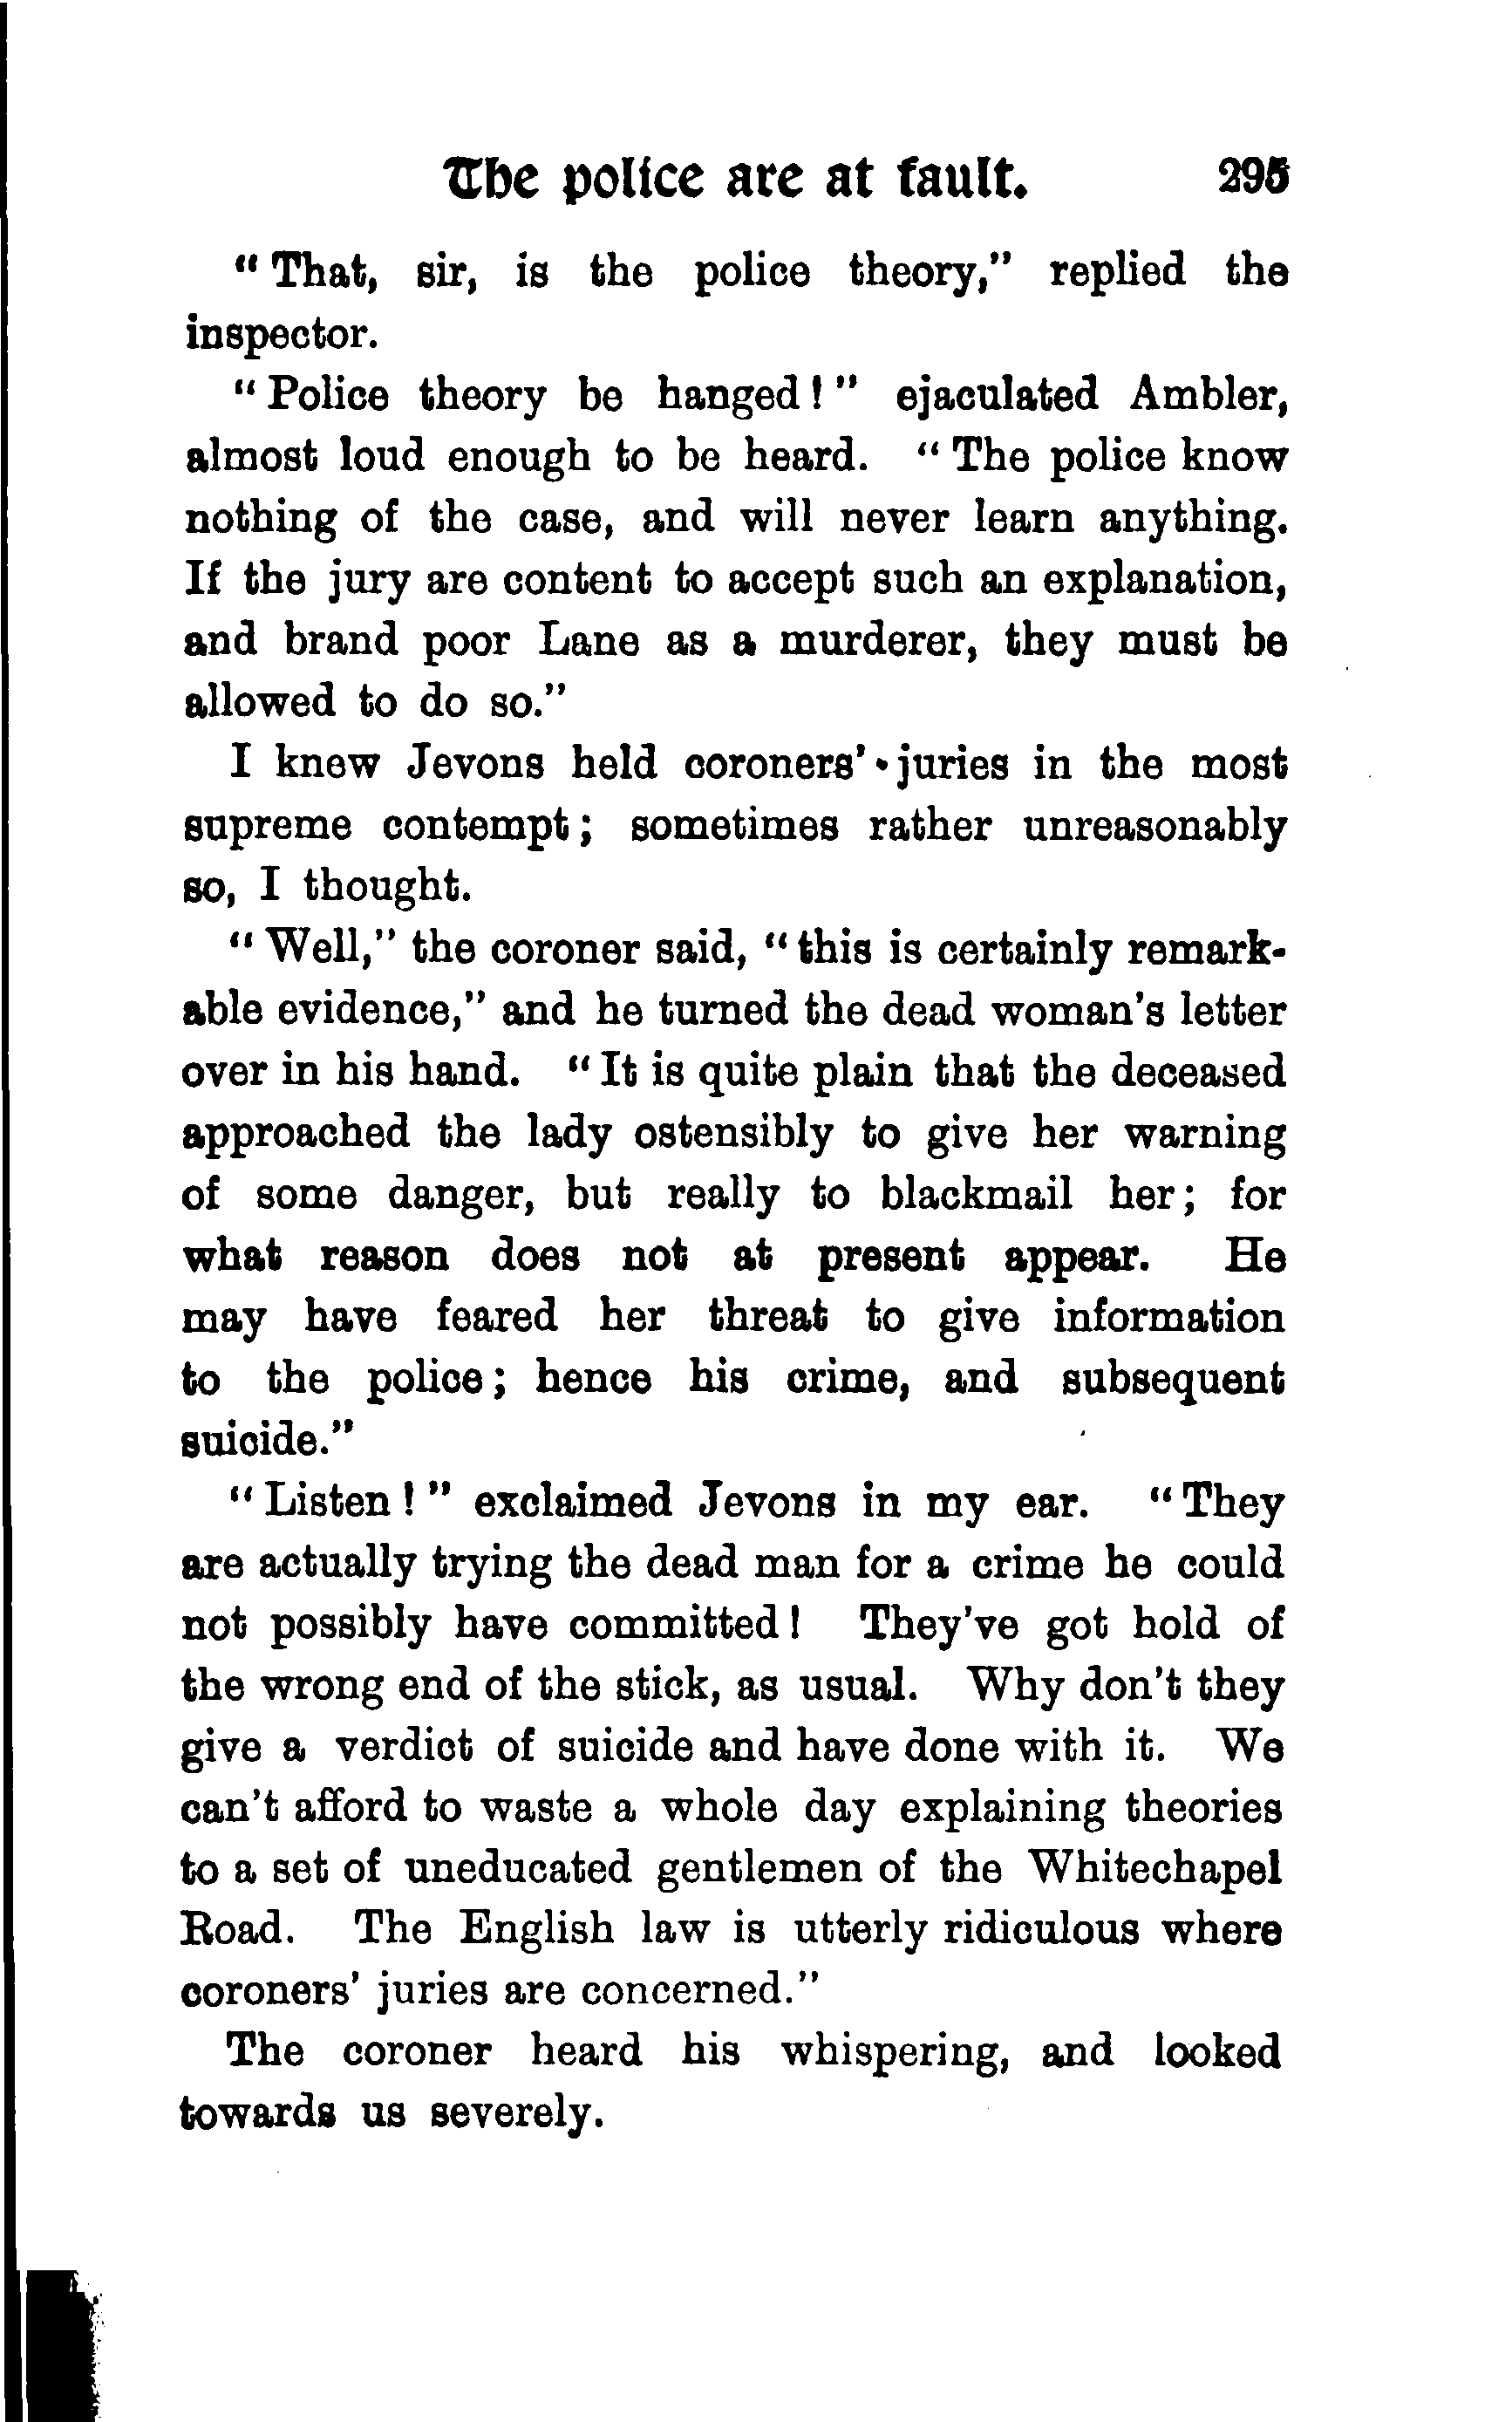 The police are at fault. 295
"That, sir, is the police theory," replied the
inspector.
"Police theory be hanged!" ejaculated Ambler,
almost loud enough to be heard. "The police know
nothing of the case, and will never learn anything.
If the jury are content to accept such an explanation,
and brand poor Lane as a murderer, they must be
allowed to do so."
I knew Jevons held coroners' juries in the most
supreme contempt; sometimes rather unreasonably
so, I thought.
"Well," the coroner said, "this is certainly remark-
able evidence," and he turned the dead woman's letter
over in his hand. "It is quite plain that the deceased
approached the lady ostensibly to give her warning
of some danger, but really to blackmail her; for
what reason does not at present appear. He
may have feared her threat to give information
to the police; hence his crime, and subsequent
suicide."
"Listen!" exclaimed Jevons in my ear. "They
are actually trying the dead man for a crime he could
not possibly have committed! They've got hold of
the wrong end of the stick, as usual. Why don't they
give a verdict of suicide and have done with it. We
can't afford to waste a whole day explaining theories
to a set of uneducated gentlemen of the Whitechapel
Road. The English law is utterly ridiculous where
coroners' juries are concerned."
The coroner heard his whispering, and looked
towards us severely.